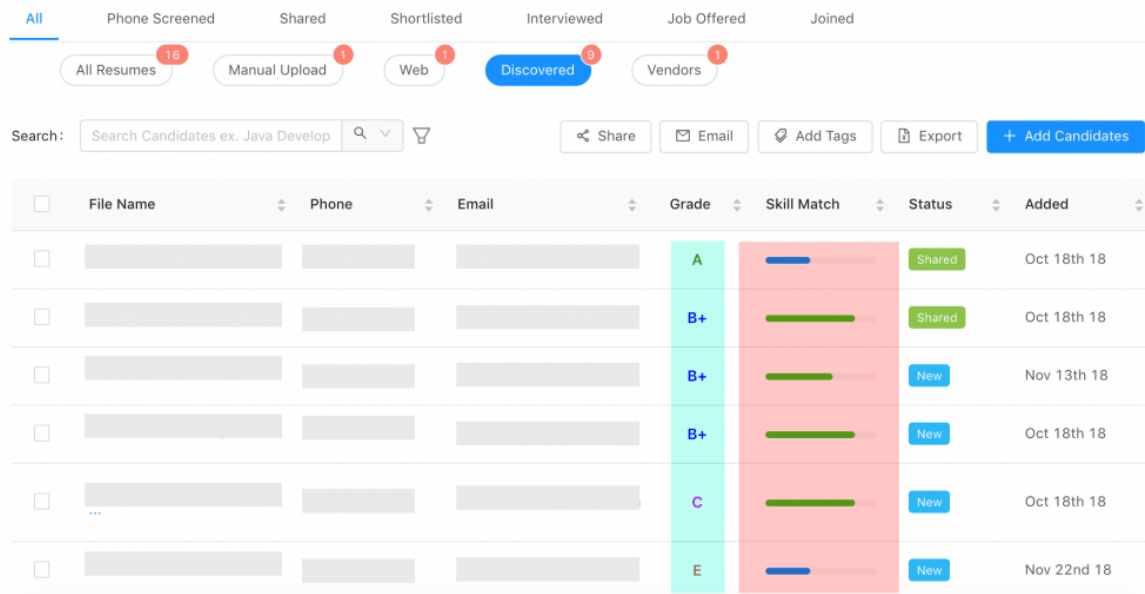 All Phone Screened Shared Shortlisted Interviewed Job Offered Joined
All Resumes 16 Manual Upload 1 Web 1 Discovered 9 Vendors 1
Search: Search Candidates ex. Java Develop Share Email Add Tags Export + Add Candidates
File Name Phone Email Grade Skill Match Status Added
A Shared Oct 18th 18
B+ Shared Oct 18th 18
B+ New Nov 13th 18
B+ New Oct 18th 18
C New Oct 18th 18
...
E New Nov 22nd 18